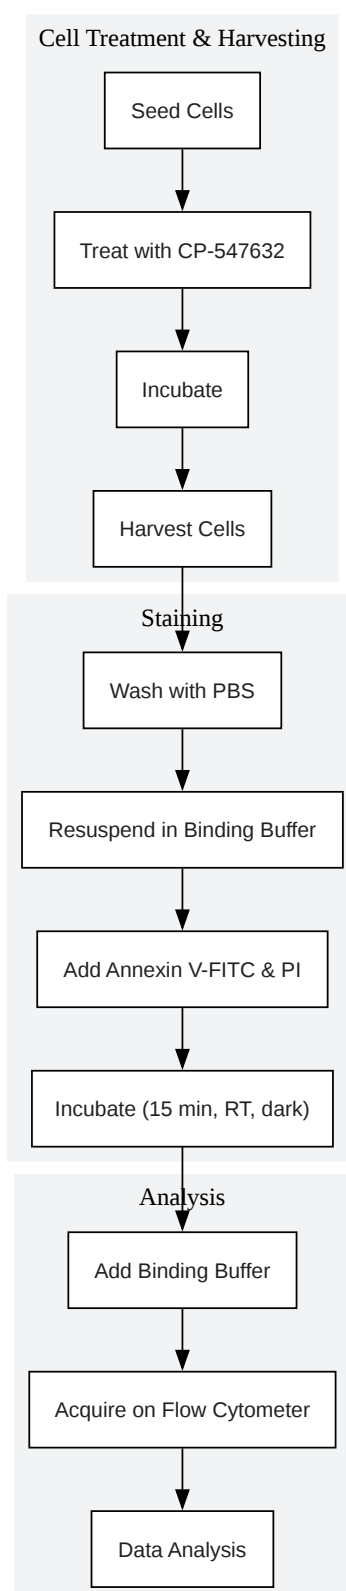 Cell Treatment & Harvesting
Seed Cells
Treat with CP-547632
Incubate
Harvest Cells
Staining
Wash with PBS
Resuspend in Binding Buffer
Add Annexin V-FITC & PI
Incubate (15 min, RT, dark)
Analysis
Add Binding Buffer
Acquire on Flow Cytometer
Data Analysis